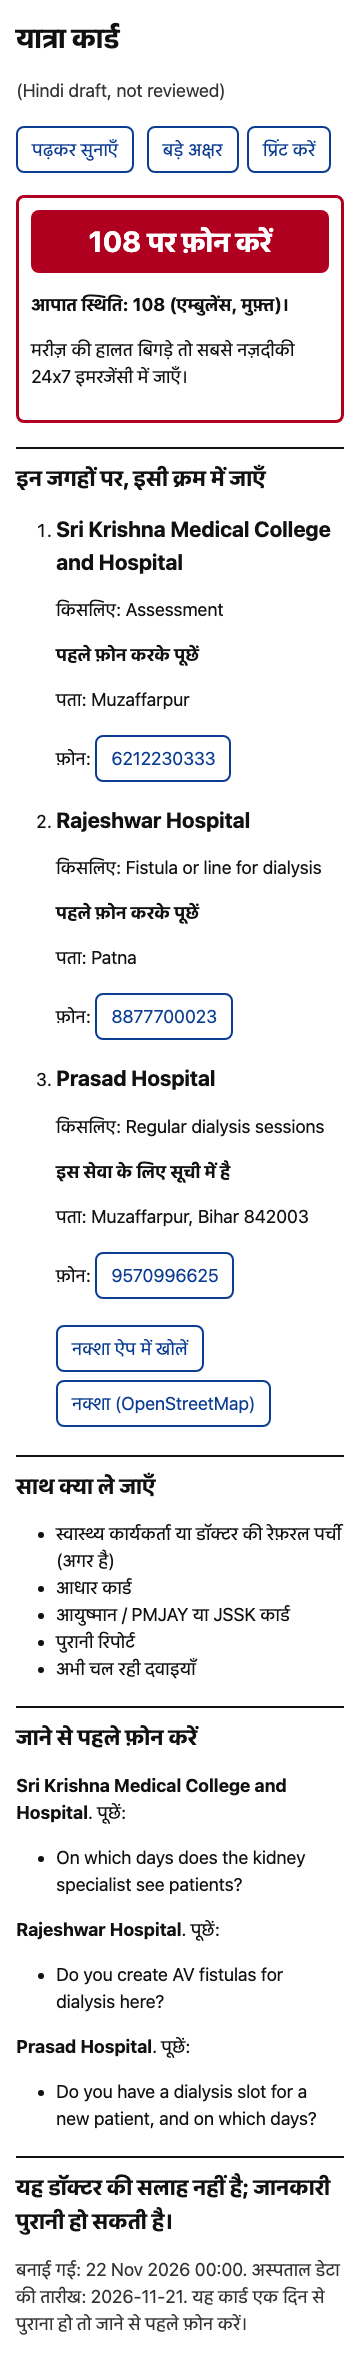 यात्रा कार्ड
(Hindi draft, not reviewed)
पढ़कर सुनाएँ बड़े अक्षर प्रिंट करें
108 पर फ़ोन करें
आपात स्थिति: 108 (एम्बुलेंस, मुफ़्त)।
मरीज़ की हालत बिगड़े तो सबसे नज़दीकी
24x7 इमरजेंसी में जाएँ।
इन जगहों पर, इसी क्रम में जाएँ
1. Sri Krishna Medical College
and Hospital
किसलिए: Assessment
पहले फ़ोन करके पूछें
पता: Muzaffarpur
फ़ोन: 6212230333
2. Rajeshwar Hospital
किसलिए: Fistula or line for dialysis
पहले फ़ोन करके पूछें
पता: Patna
फ़ोन: 8877700023
3. Prasad Hospital
किसलिए: Regular dialysis sessions
इस सेवा के लिए सूची में है
पता: Muzaffarpur, Bihar 842003
फ़ोन: 9570996625
नक्शा ऐप में खोलें
नक्शा (OpenStreetMap)
साथ क्या ले जाएँ
• स्वास्थ्य कार्यकर्ता या डॉक्टर की रेफ़रल पर्ची
(अगर है)
• आधार कार्ड
• आयुष्मान / PMJAY या JSSK कार्ड
• पुरानी रिपोर्ट
• अभी चल रही दवाइयाँ
जाने से पहले फ़ोन करें
Sri Krishna Medical College and
Hospital. पूछें:
• On which days does the kidney
specialist see patients?
Rajeshwar Hospital. पूछें:
• Do you create AV fistulas for
dialysis here?
Prasad Hospital. पूछें:
• Do you have a dialysis slot for a
new patient, and on which days?
यह डॉक्टर की सलाह नहीं है; जानकारी
पुरानी हो सकती है।
बनाई गई: 22 Nov 2026 00:00. अस्पताल डेटा
की तारीख: 2026-11-21. यह कार्ड एक दिन से
पुराना हो तो जाने से पहले फ़ोन करें।